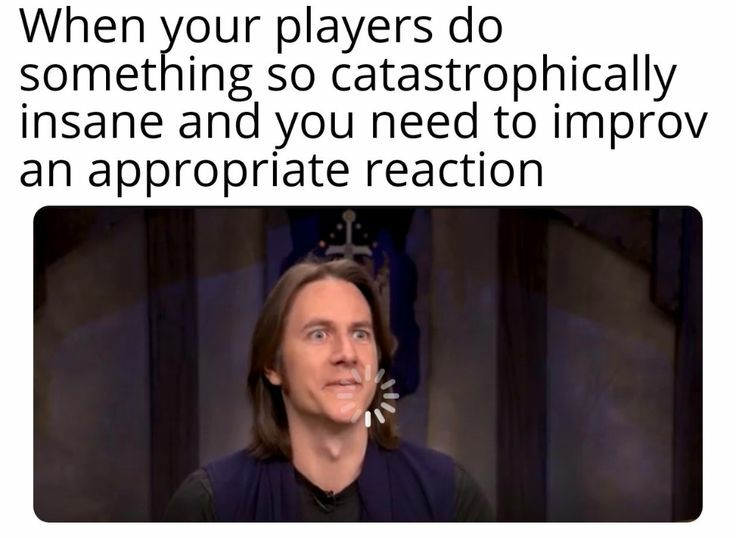 When your players do
something so catastrophically
insane and you need to improv
an appropriate reaction